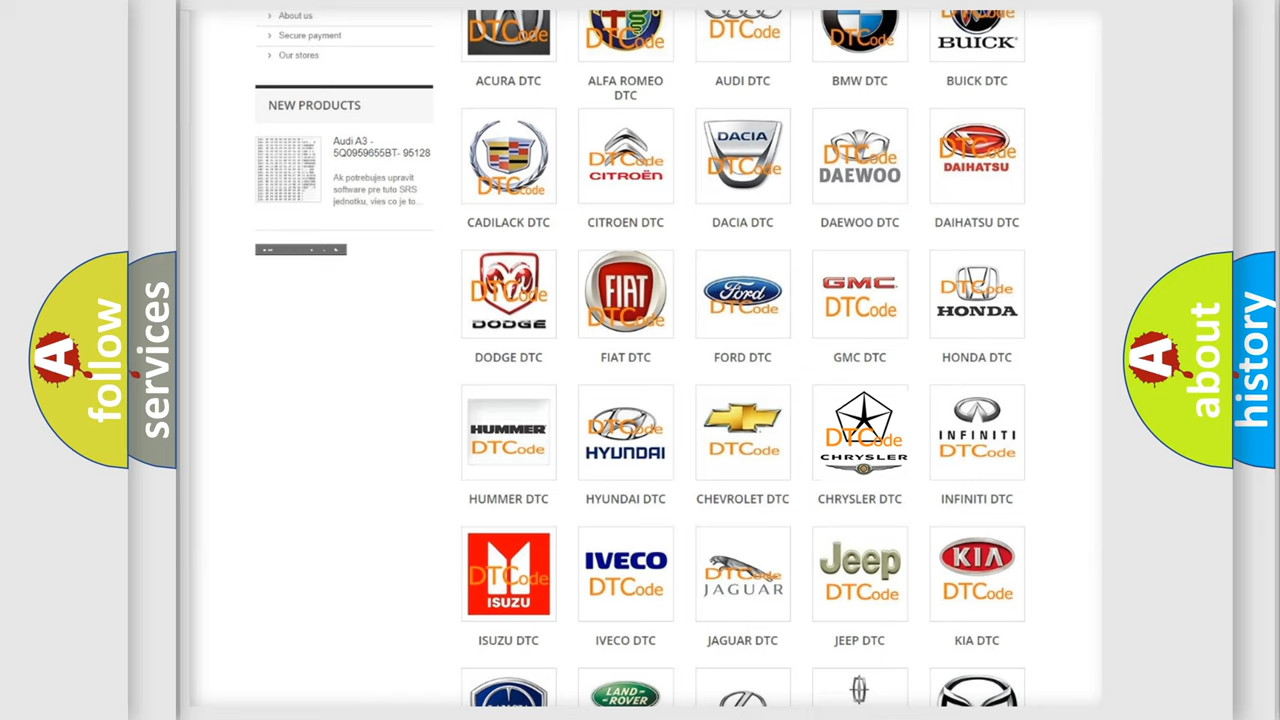 About us
Secure payment
Our stores
NEW PRODUCTS
Audi A3 -
5Q0959655BT- 95128
Ak potrebujes upravit
software pre tuto SRS
jednotku, vies co je to...
DTCode
DTCode
DTCode
DTCode
BUICK
ACURA DTC
ALFA ROMEO
DTC
AUDI DTC
BMW DTC
BUICK DTC
DTCode
DTCode
CITROËN
DACIA
DTCode
DTCode
DAEWOO
DTCode
DAIHATSU
CADILACK DTC
CITROEN DTC
DACIA DTC
DAEWOO DTC
DAIHATSU DTC
DTCode
DODGE
FIAT
DTCode
Ford
DTCode
GMC
DTCode
DTCode
HONDA
DODGE DTC
FIAT DTC
FORD DTC
GMC DTC
HONDA DTC
HUMMER
DTCode
DTCode
HYUNDAI
DTCode
DTCode
CHRYSLER
INFINITI
DTCode
HUMMER DTC
HYUNDAI DTC
CHEVROLET DTC
CHRYSLER DTC
INFINITI DTC
DTCode
ISUZU
IVECO
DTCode
DTCode
JAGUAR
Jeep
DTCode
KIA
DTCode
ISUZU DTC
IVECO DTC
JAGUAR DTC
JEEP DTC
KIA DTC
LAND-
ROVER
A
follow
services
A
about
history